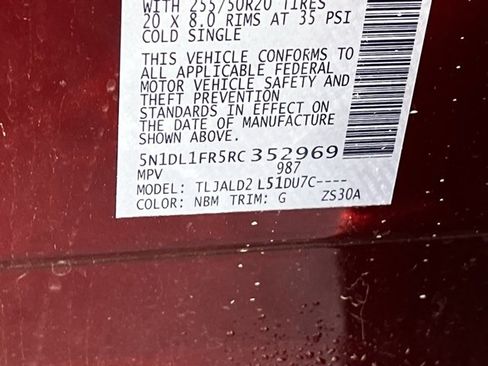 WITH 255/50R20 TIRES
20 X 8.0 RIMS AT 35 PSI
COLD SINGLE
THIS VEHICLE CONFORMS TO
ALL APPLICABLE FEDERAL
MOTOR VEHICLE SAFETY AND
THEFT PREVENTION
STANDARDS IN EFFECT ON
THE DATE OF MANUFACTURE
SHOWN ABOVE.
5N1DL1FR5RC352969
MPV 987
MODEL: TLJALD2 L51DU7C----
COLOR: NBM TRIM: G ZS30A